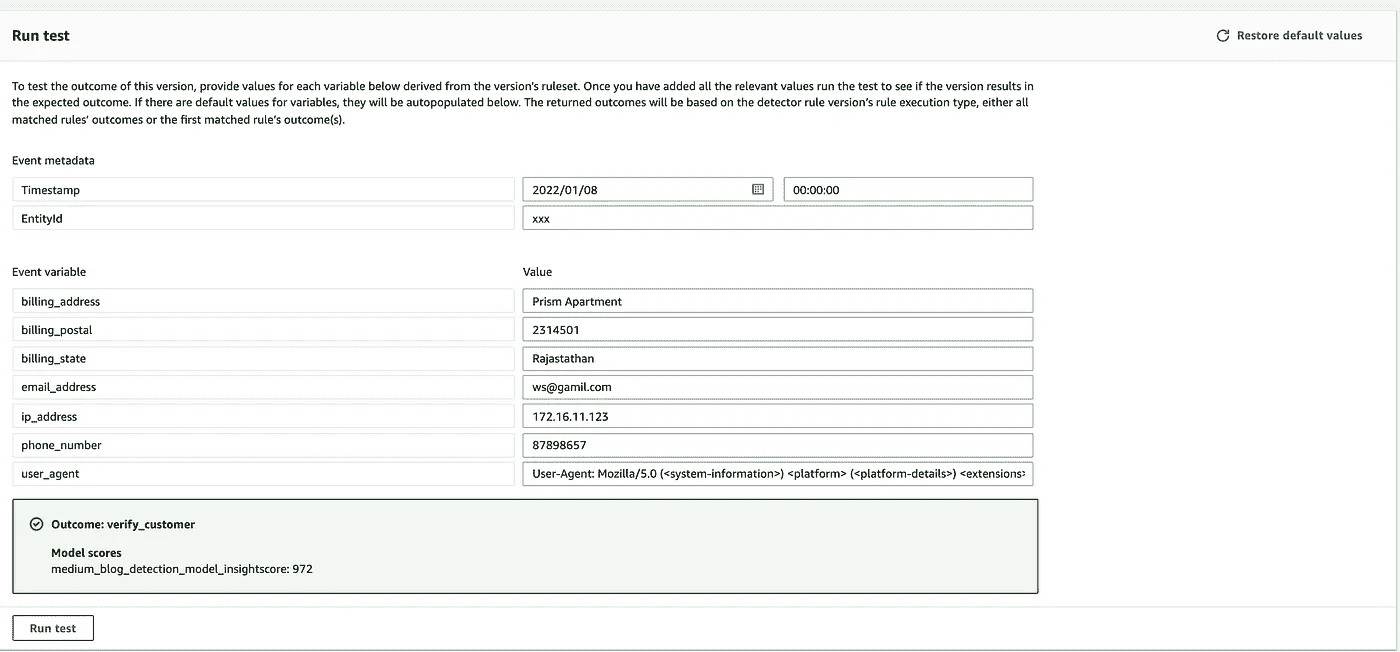 Run test
Restore default values
To test the outcome of this version, provide values for each variable below derived from the version's ruleset. Once you have added all the relevant values run the test to see if the version results in
the expected outcome. If there are default values for variables, they will be autopopulated below. The returned outcomes will be based on the detector rule version's rule execution type, either all
matched rules' outcomes or the first matched rule's outcome(s).
Event metadata
Timestamp
2022/01/08
00:00:00
EntityId
xxx
Event variable
Value
billing_address
Prism Apartment
billing_postal
2314501
billing_state
Rajastathan
email_address
ws@gamil.com
ip_address
172.16.11.123
phone_number
87898657
user_agent
User-Agent: Mozilla/5.0 (<system-information>) <platform> (<platform-details>) <extensions>
Outcome: verify_customer
Model scores
medium_blog_detection_model_insightscore: 972
Run test